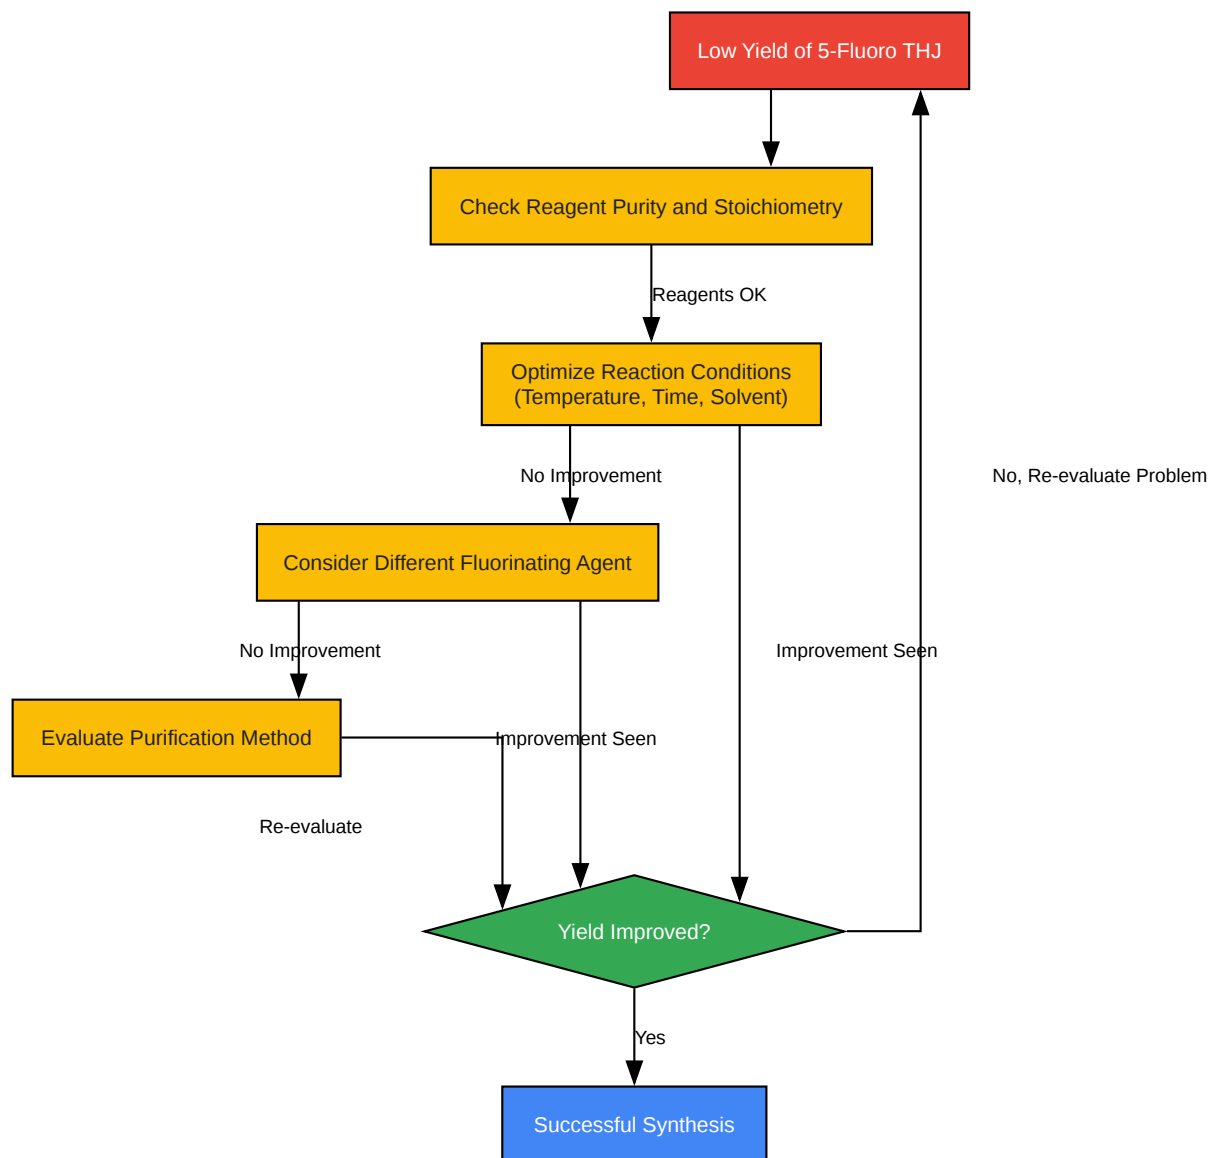 Low Yield of 5-Fluoro THJ
Check Reagent Purity and Stoichiometry
Reagents OK
Optimize Reaction Conditions
(Temperature, Time, Solvent)
No Improvement
No, Re-evaluate Problem
Consider Different Fluorinating Agent
No Improvement
Improvement Seen
Evaluate Purification Method
Improvement Seen
Re-evaluate
Yield Improved?
Yes
Successful Synthesis